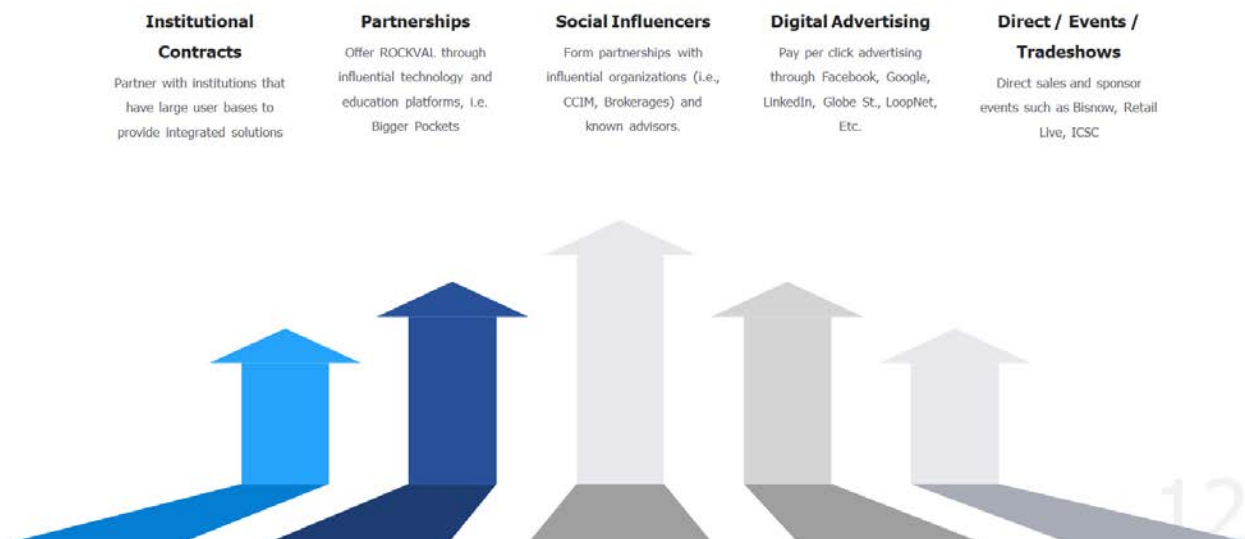 Institutional
Contracts
Partner with institutions that
have large user bases to
provide integrated solutions
Partnerships
Offer ROCKVAL through
influential technology and
education platforms, i.e.
Bigger Pockets
Social Influencers
Form partnerships with
influential organizations (i.e.,
CCIM, Brokerages) and
known advisors.
Digital Advertising
Pay per click advertising
through Facebook, Google,
LinkedIn, Globe St., LoopNet,
Etc.
Direct / Events /
Tradeshows
Direct sales and sponsor
events such as Bisnow, Retail
Live, ICSC
12